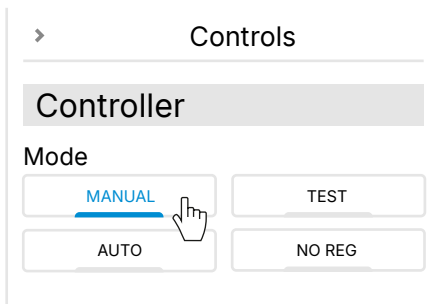 Controls
Controller
Mode
MANUAL TEST
AUTO NO REG